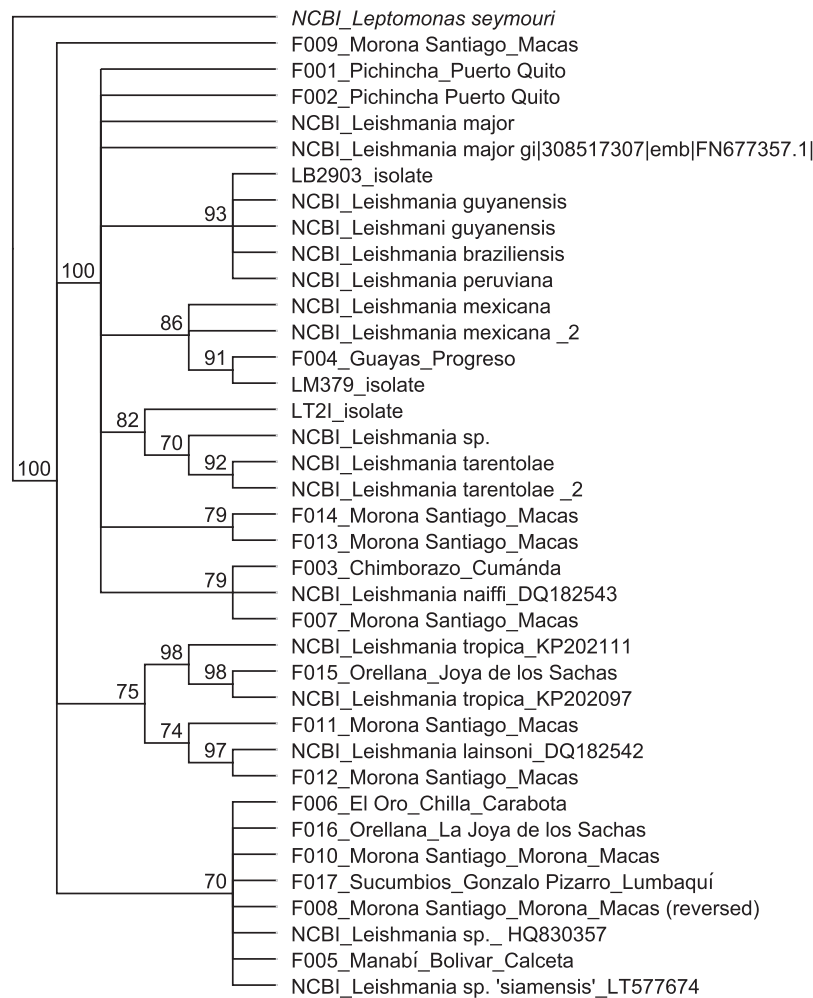 NCBI_Leptomonas seymouri
F009_Morona Santiago_Macas
F001_Pichincha_Puerto Quito
F002_Pichincha Puerto Quito
NCBI_Leishmania major
NCBI_Leishmania major gi|308517307|emb|FN677357.1|
LB2903_isolate
93
NCBI_Leishmania guyanensis
NCBI_Leishmani guyanensis
NCBI_Leishmania braziliensis
100
NCBI_Leishmania peruviana
NCBI_Leishmania mexicana
86
NCBI_Leishmania mexicana _2
91
F004_Guayas_Progreso
LM379_isolate
82
LT2I_isolate
70
NCBI_Leishmania sp.
92
NCBI_Leishmania tarentolae
100
NCBI_Leishmania tarentolae _2
79
F014_Morona Santiago_Macas
F013_Morona Santiago_Macas
F003_Chimborazo_Cumánda
79
NCBI_Leishmania naiffi_DQ182543
F007_Morona Santiago_Macas
98
NCBI_Leishmania tropica_KP202111
98
F015_Orellana_Joya de los Sachas
75
NCBI_Leishmania tropica_KP202097
74
F011_Morona Santiago_Macas
97
NCBI_Leishmania lainsoni_DQ182542
F012_Morona Santiago_Macas
F006_El Oro_Chilla_Carabota
F016_Orellana_La Joya de los Sachas
F010_Morona Santiago_Morona_Macas
70
F017_Sucumbios_Gonzalo Pizarro_Lumbaquí
F008_Morona Santiago_Morona_Macas (reversed)
NCBI_Leishmania sp._ HQ830357
F005_Manabí_Bolivar_Calceta
NCBI_Leishmania sp. 'siamensis'_LT577674